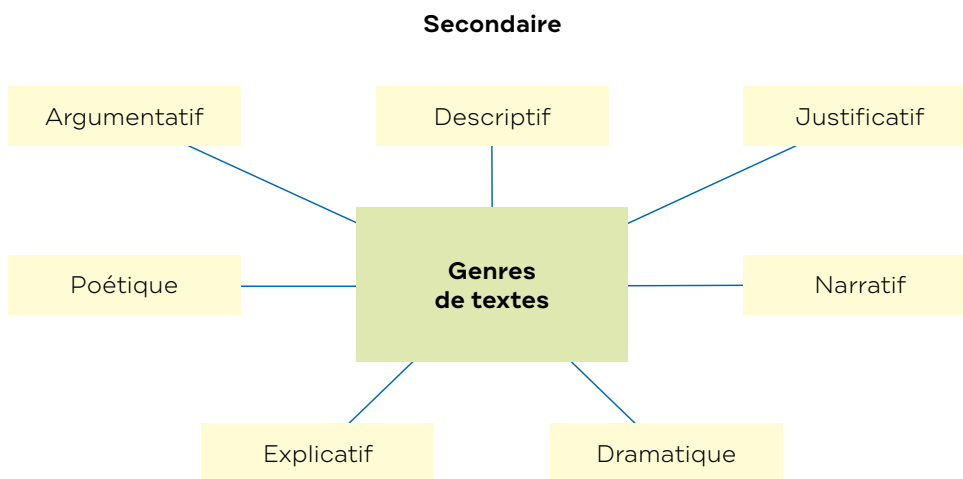 Secondaire
Argumentatif
Descriptif
Justificatif
Genres
de textes
Poétique
Narratif
Explicatif
Dramatique